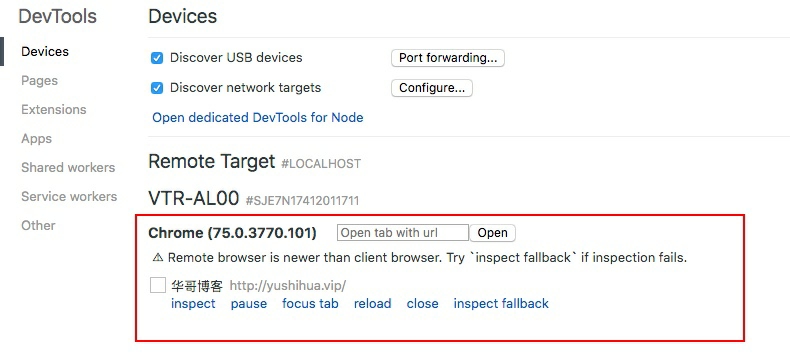 DevTools
Devices
Pages
Extensions
Apps
Shared workers
Service workers
Other
Devices
Discover USB devices Port forwarding...
Discover network targets Configure...
Open dedicated DevTools for Node
Remote Target #LOCALHOST
VTR-AL00 #SJE7N17412011711
Chrome (75.0.3770.101) Open tab with url Open
⚠ Remote browser is newer than client browser. Try `inspect fallback` if inspection fails.
华哥博客 http://yushihua.vip/
inspect pause focus tab reload close inspect fallback